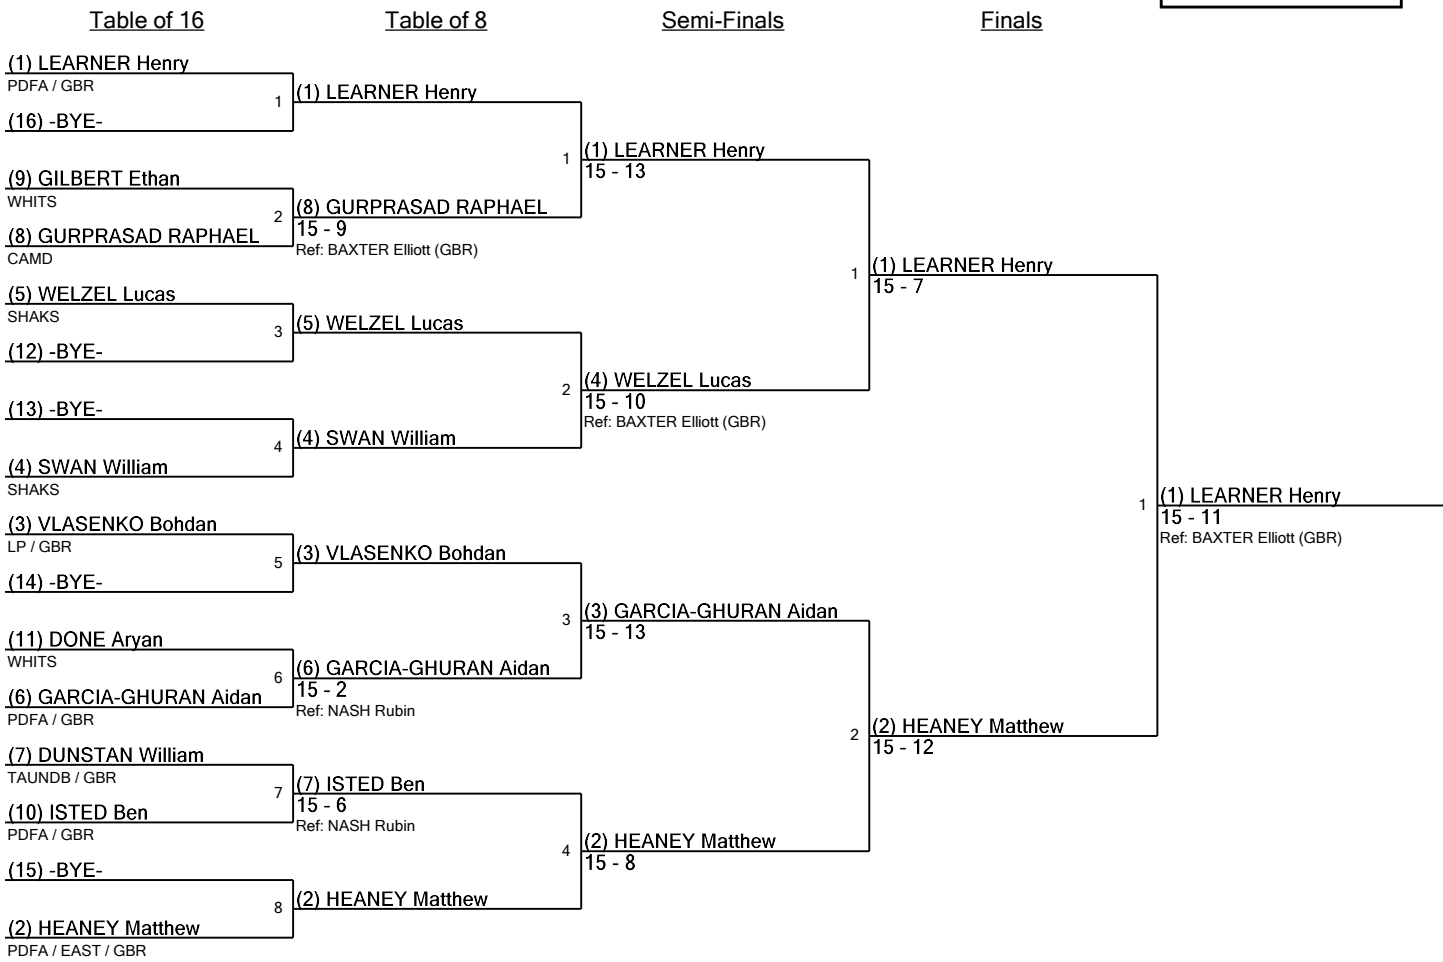 Table of 16
Table of 8
Semi-Finals
Finals
(1) LEARNER Henry
PDFA / GBR
1
(16) -BYE-
(9) GILBERT Ethan
WHITS
2
(8) GURPRASAD RAPHAEL
CAMD
(5) WELZEL Lucas
SHAKS
3
(12) -BYE-
(13) -BYE-
4
(4) SWAN William
SHAKS
(3) VLASENKO Bohdan
LP / GBR
5
(14) -BYE-
(11) DONE Aryan
WHITS
6
(6) GARCIA-GHURAN Aidan
PDFA / GBR
(7) DUNSTAN William
TAUNDB / GBR
7
(10) ISTED Ben
PDFA / GBR
(15) -BYE-
8
(2) HEANEY Matthew
PDFA / EAST / GBR
(1) LEARNER Henry
1
(8) GURPRASAD RAPHAEL
15 - 9
Ref: BAXTER Elliott (GBR)
(5) WELZEL Lucas
2
(4) SWAN William
(3) VLASENKO Bohdan
3
(6) GARCIA-GHURAN Aidan
15 - 2
Ref: NASH Rubin
(7) ISTED Ben
15 - 6
Ref: NASH Rubin
4
(2) HEANEY Matthew
(1) LEARNER Henry
15 - 13
1
(4) WELZEL Lucas
15 - 10
Ref: BAXTER Elliott (GBR)
(3) GARCIA-GHURAN Aidan
15 - 13
2
(2) HEANEY Matthew
15 - 8
(1) LEARNER Henry
15 - 7
1
(2) HEANEY Matthew
15 - 12
(1) LEARNER Henry
15 - 11
Ref: BAXTER Elliott (GBR)